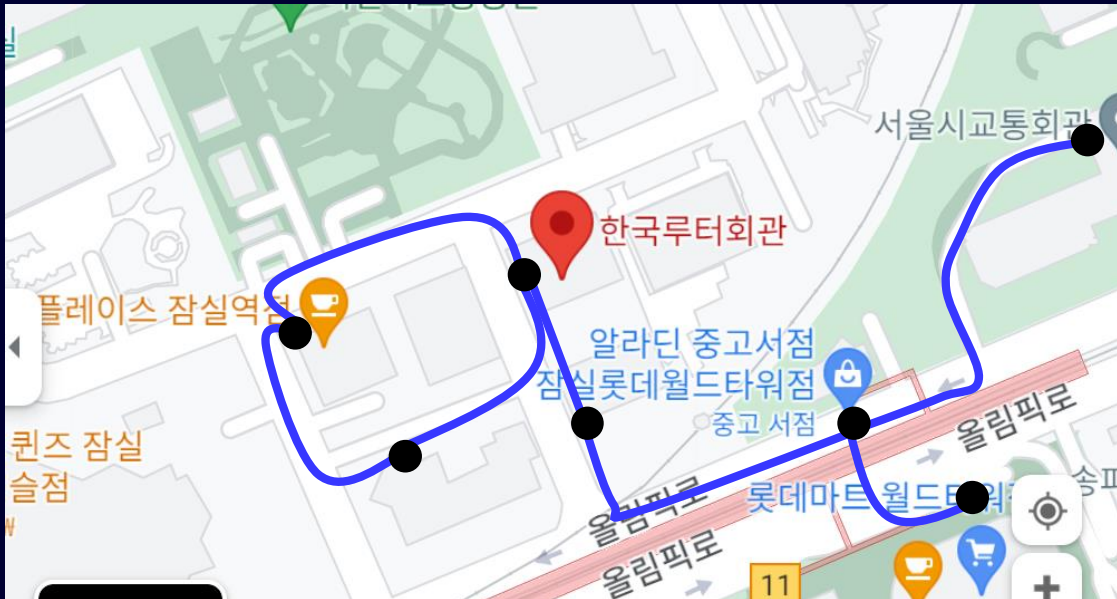 실
서울시교통회관
한국루터회관
플레이스 잠실역점
알라딘 중고서점
잠실롯데월드타워점
중고 서점
올림픽로
퀸즈 잠실
슬점
₩
롯데마트 월드타워
송파
올림픽로
올림픽로
11